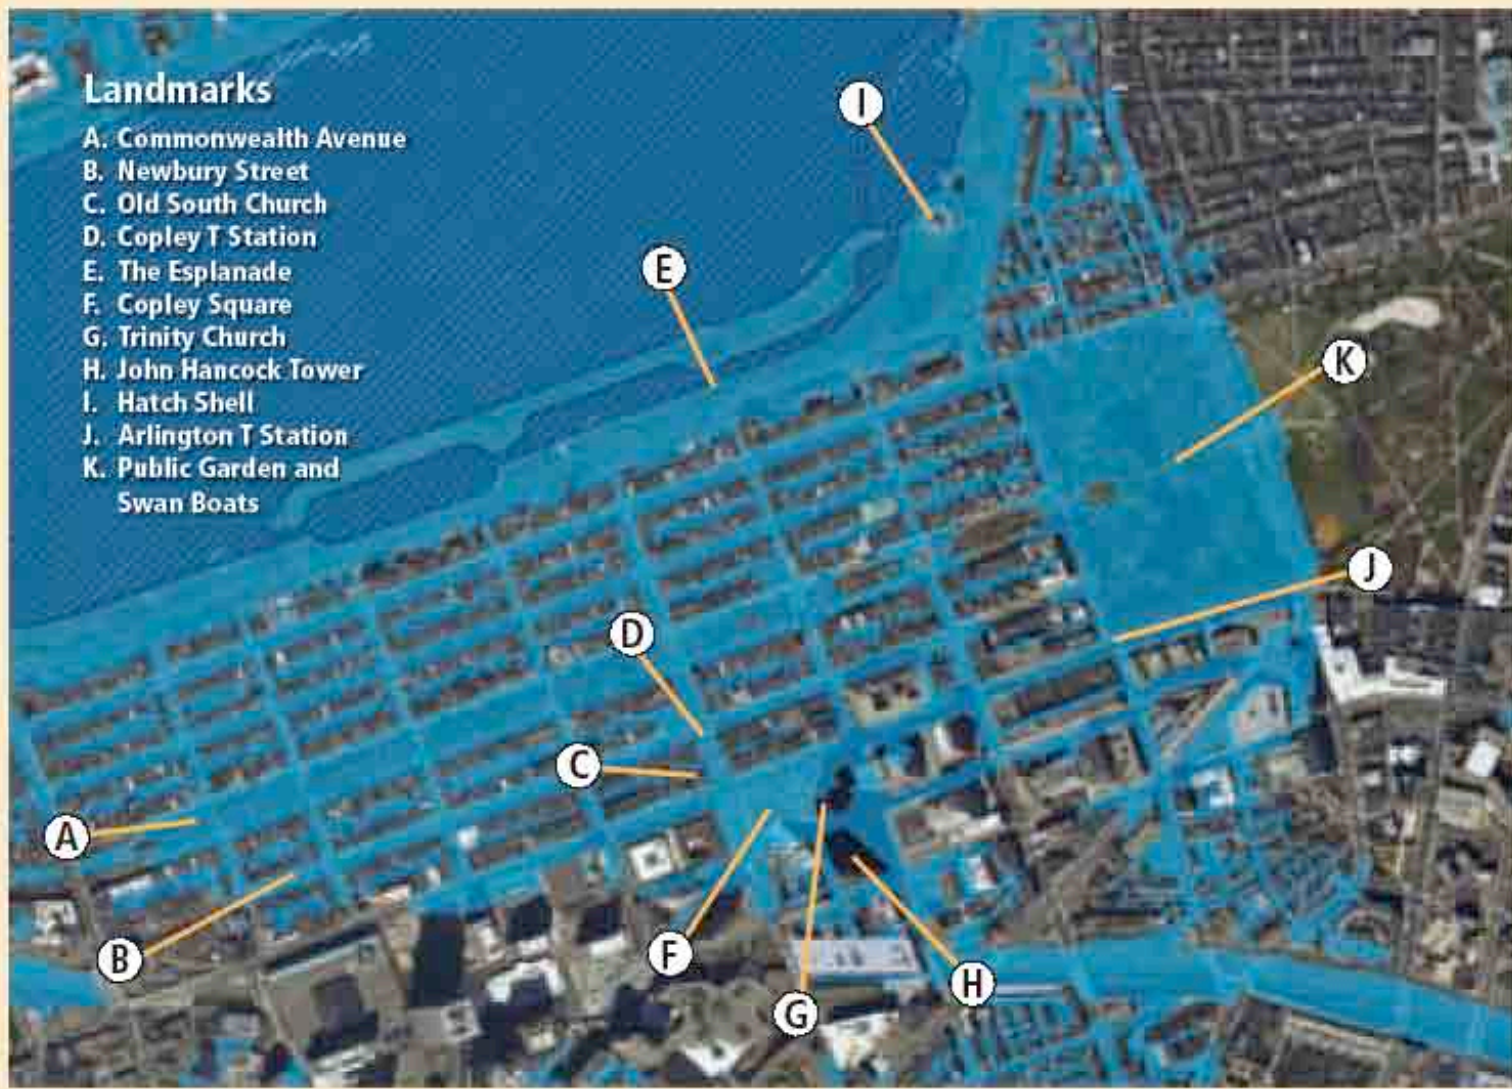 Landmarks
A. Commonwealth Avenue
B. Newbury Street
C. Old South Church
D. Copley T Station
E. The Esplanade
F. Copley Square
G. Trinity Church
H. John Hancock Tower
I. Hatch Shell
J. Arlington T Station
K. Public Garden and
Swan Boats
I
E
K
J
D
C
A
B
F
G
H